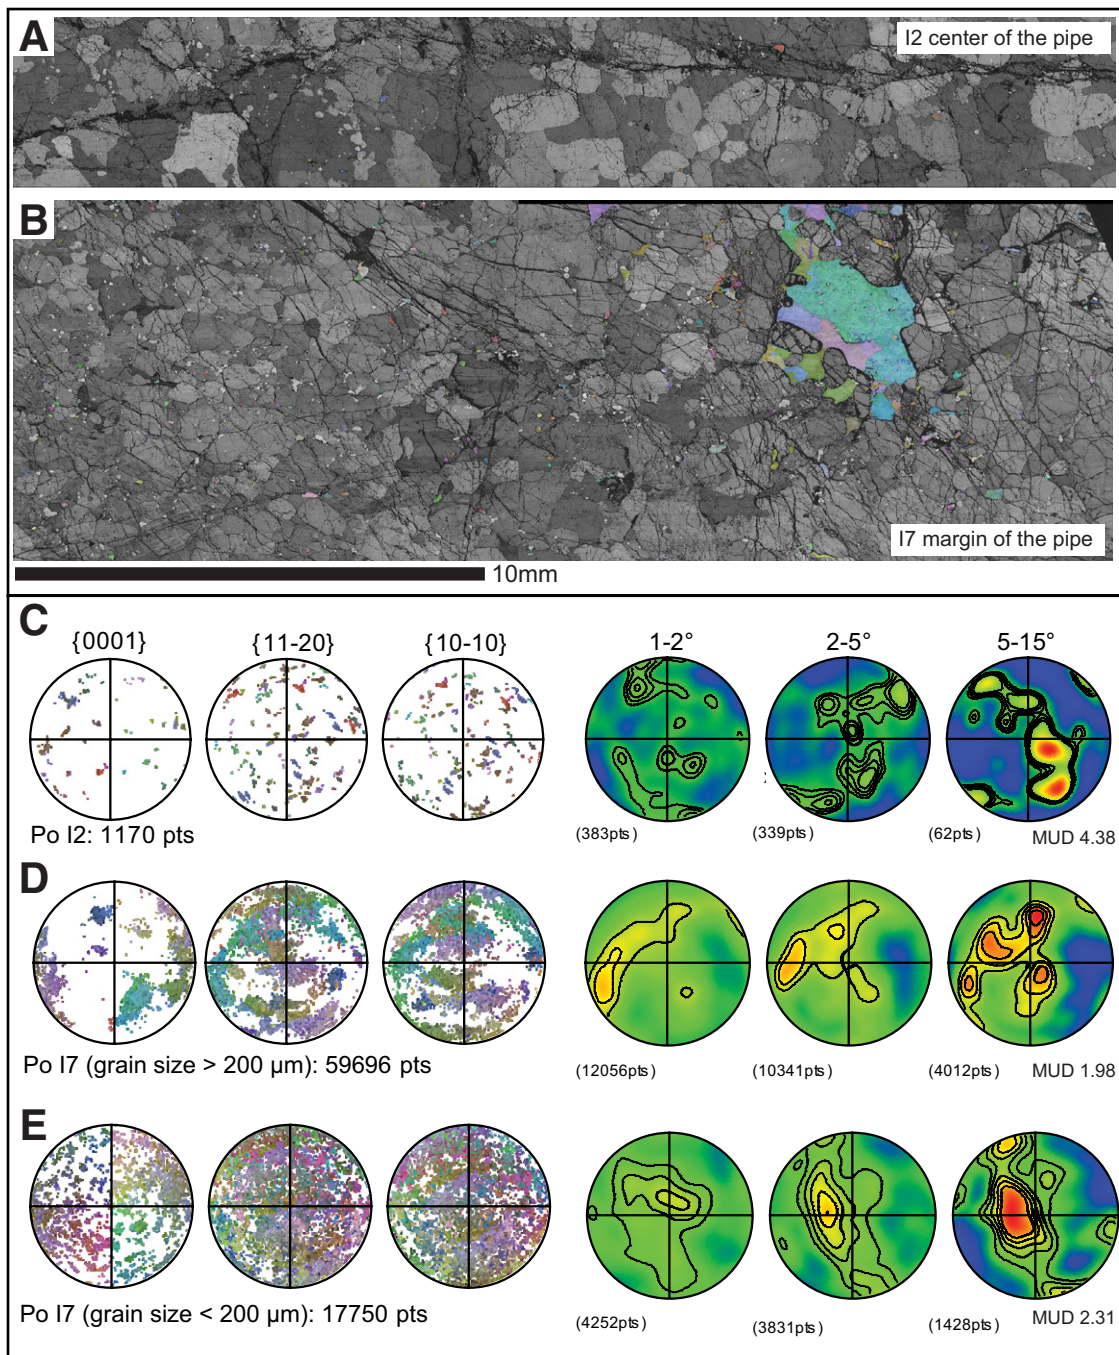 A
I2 center of the pipe
B
I7 margin of the pipe
10mm
C
{0001} {11-20} {10-10} 1-2° 2-5° 5-15°
Po I2: 1170 pts
(383pts) (339pts) (62pts) MUD 4.38
D
Po I7 (grain size > 200 µm): 59696 pts
(12056pts) (10341pts) (4012pts) MUD 1.98
E
Po I7 (grain size < 200 µm): 17750 pts
(4252pts) (3831pts) (1428pts) MUD 2.31